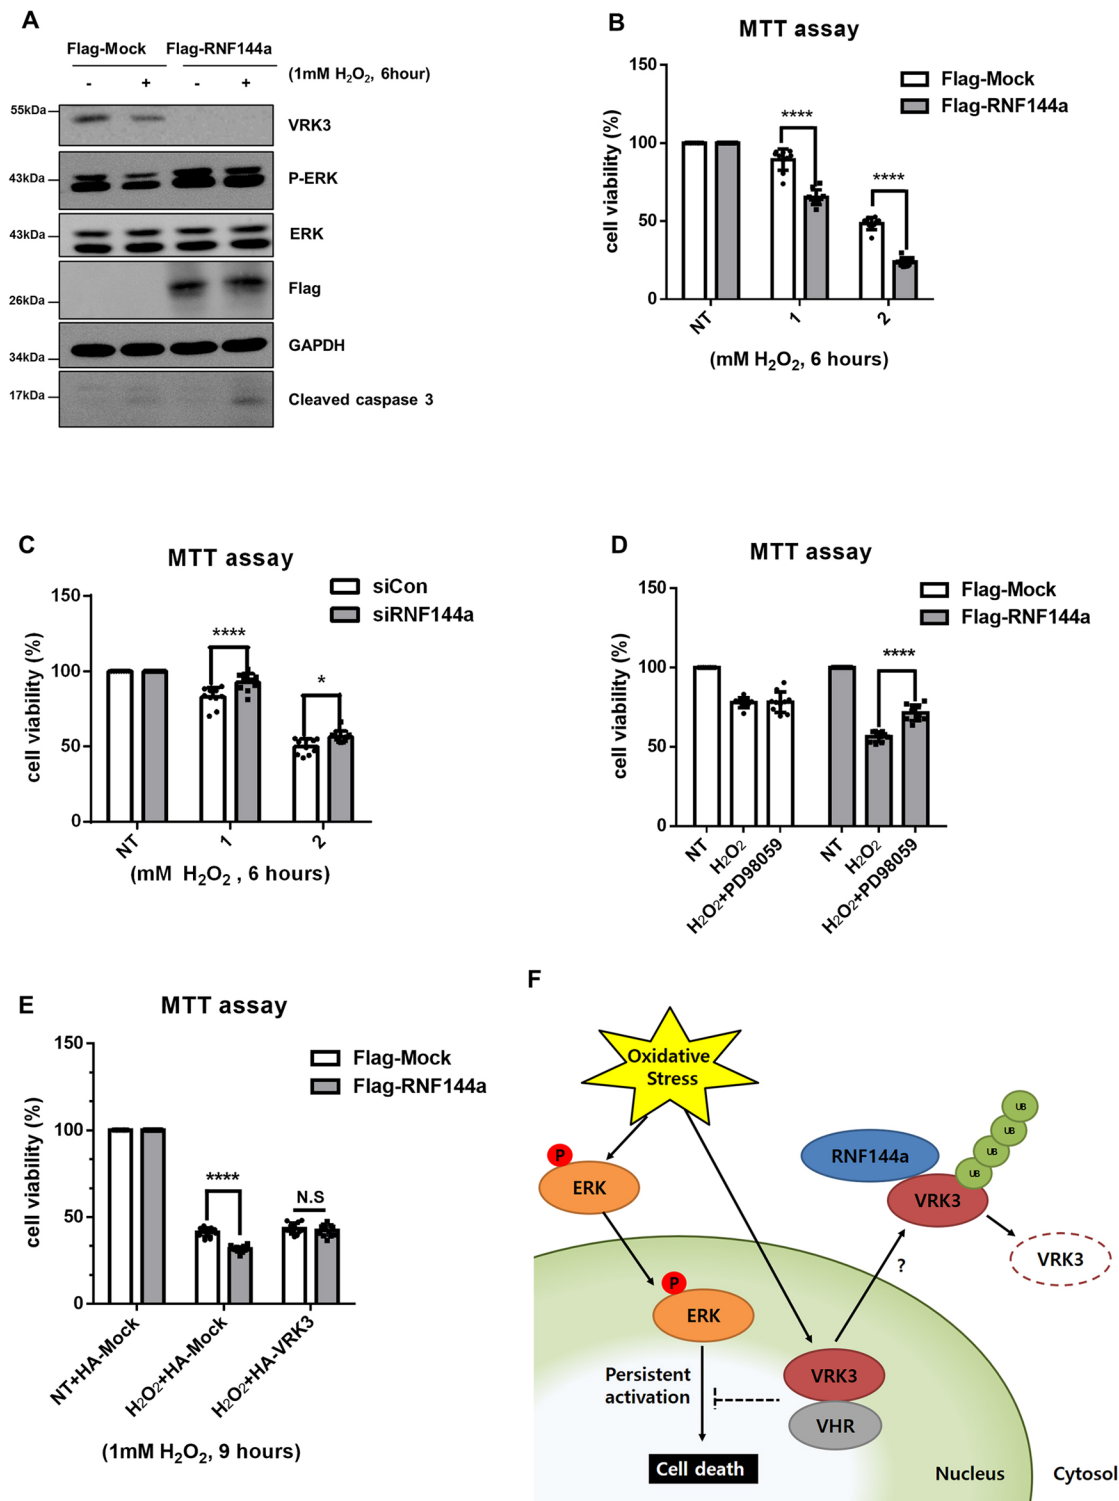 A
Flag-Mock Flag-RNF144a
- + - + (1mM H₂O₂, 6hour)
55kDa VRK3
43kDa P-ERK
43kDa ERK
26kDa Flag
34kDa GAPDH
17kDa Cleaved caspase 3
B
MTT assay
Flag-Mock
Flag-RNF144a
cell viability (%)
150
100
50
0
****
****
NT 1 2
(mM H₂O₂, 6 hours)
C
MTT assay
siCon
siRNF144a
cell viability (%)
150
100
50
0
****
*
NT 1 2
(mM H₂O₂ , 6 hours)
D
MTT assay
Flag-Mock
Flag-RNF144a
cell viability (%)
150
100
50
0
****
NT H₂O₂ H₂O₂+PD98059 NT H₂O₂ H₂O₂+PD98059
E
MTT assay
Flag-Mock
Flag-RNF144a
cell viability (%)
150
100
50
0
****
N.S
NT+HA-Mock H₂O₂+HA-Mock H₂O₂+HA-VRK3
(1mM H₂O₂, 9 hours)
F
Oxidative
Stress
P
ERK
RNF144a
UB
UB
UB
UB
VRK3
VRK3
?
P
ERK
Persistent
activation
VRK3
VHR
Cell death
Nucleus
Cytosol